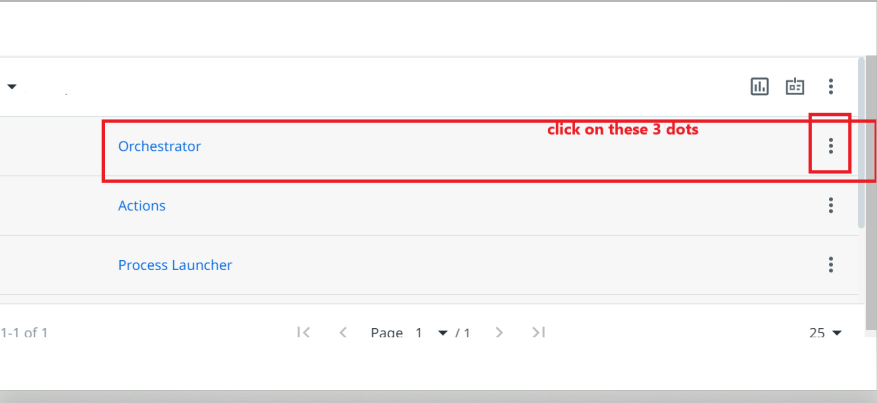 click on these 3 dots
Orchestrator
Actions
Process Launcher
1-1 of 1 Page 1 / 1 25